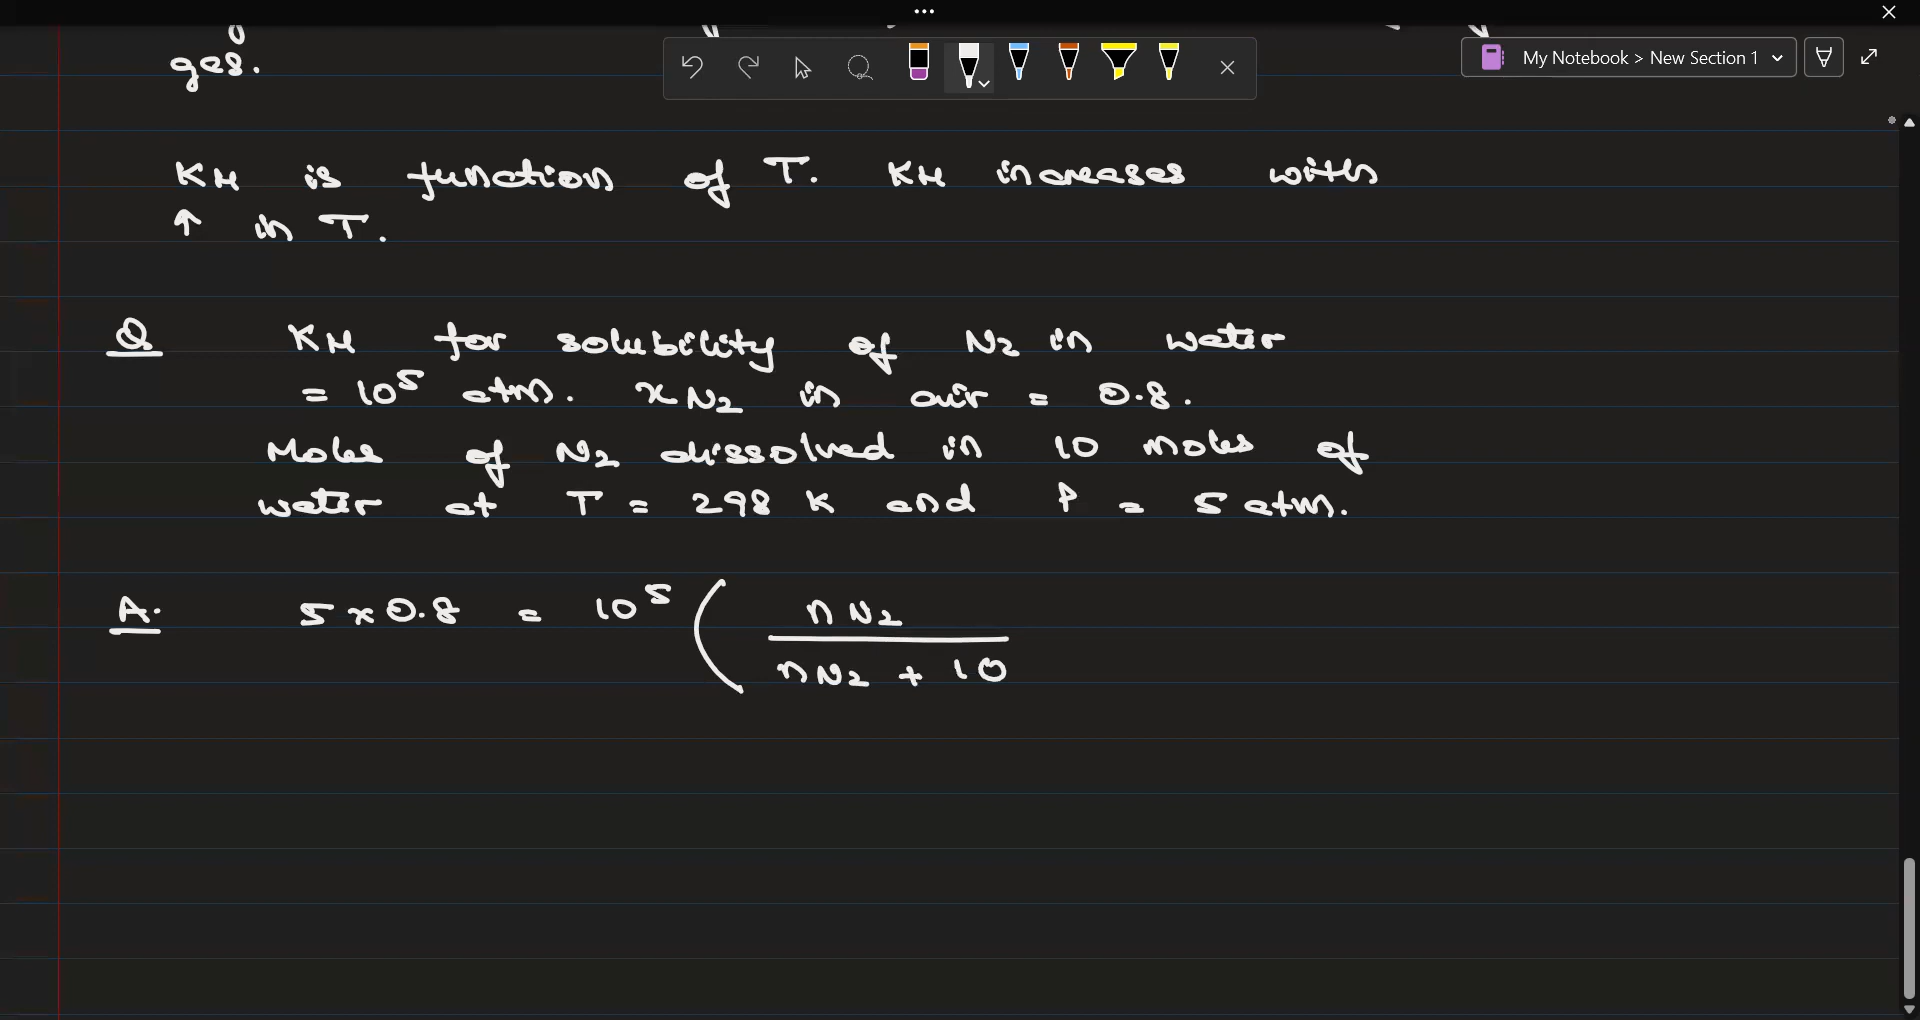 My Notebook > New Section 1
ges.
KH is function of T. KH increases with
↑ in T.
Q KH for solubility of N2 in water
= 10^5 atm. xN2 in air = 0.8.
Moles of N2 dissolved in 10 moles of
water at T = 298 K and P = 5 atm.
A. 5 x 0.8 = 10^5 ( nN2
nN2 + 10